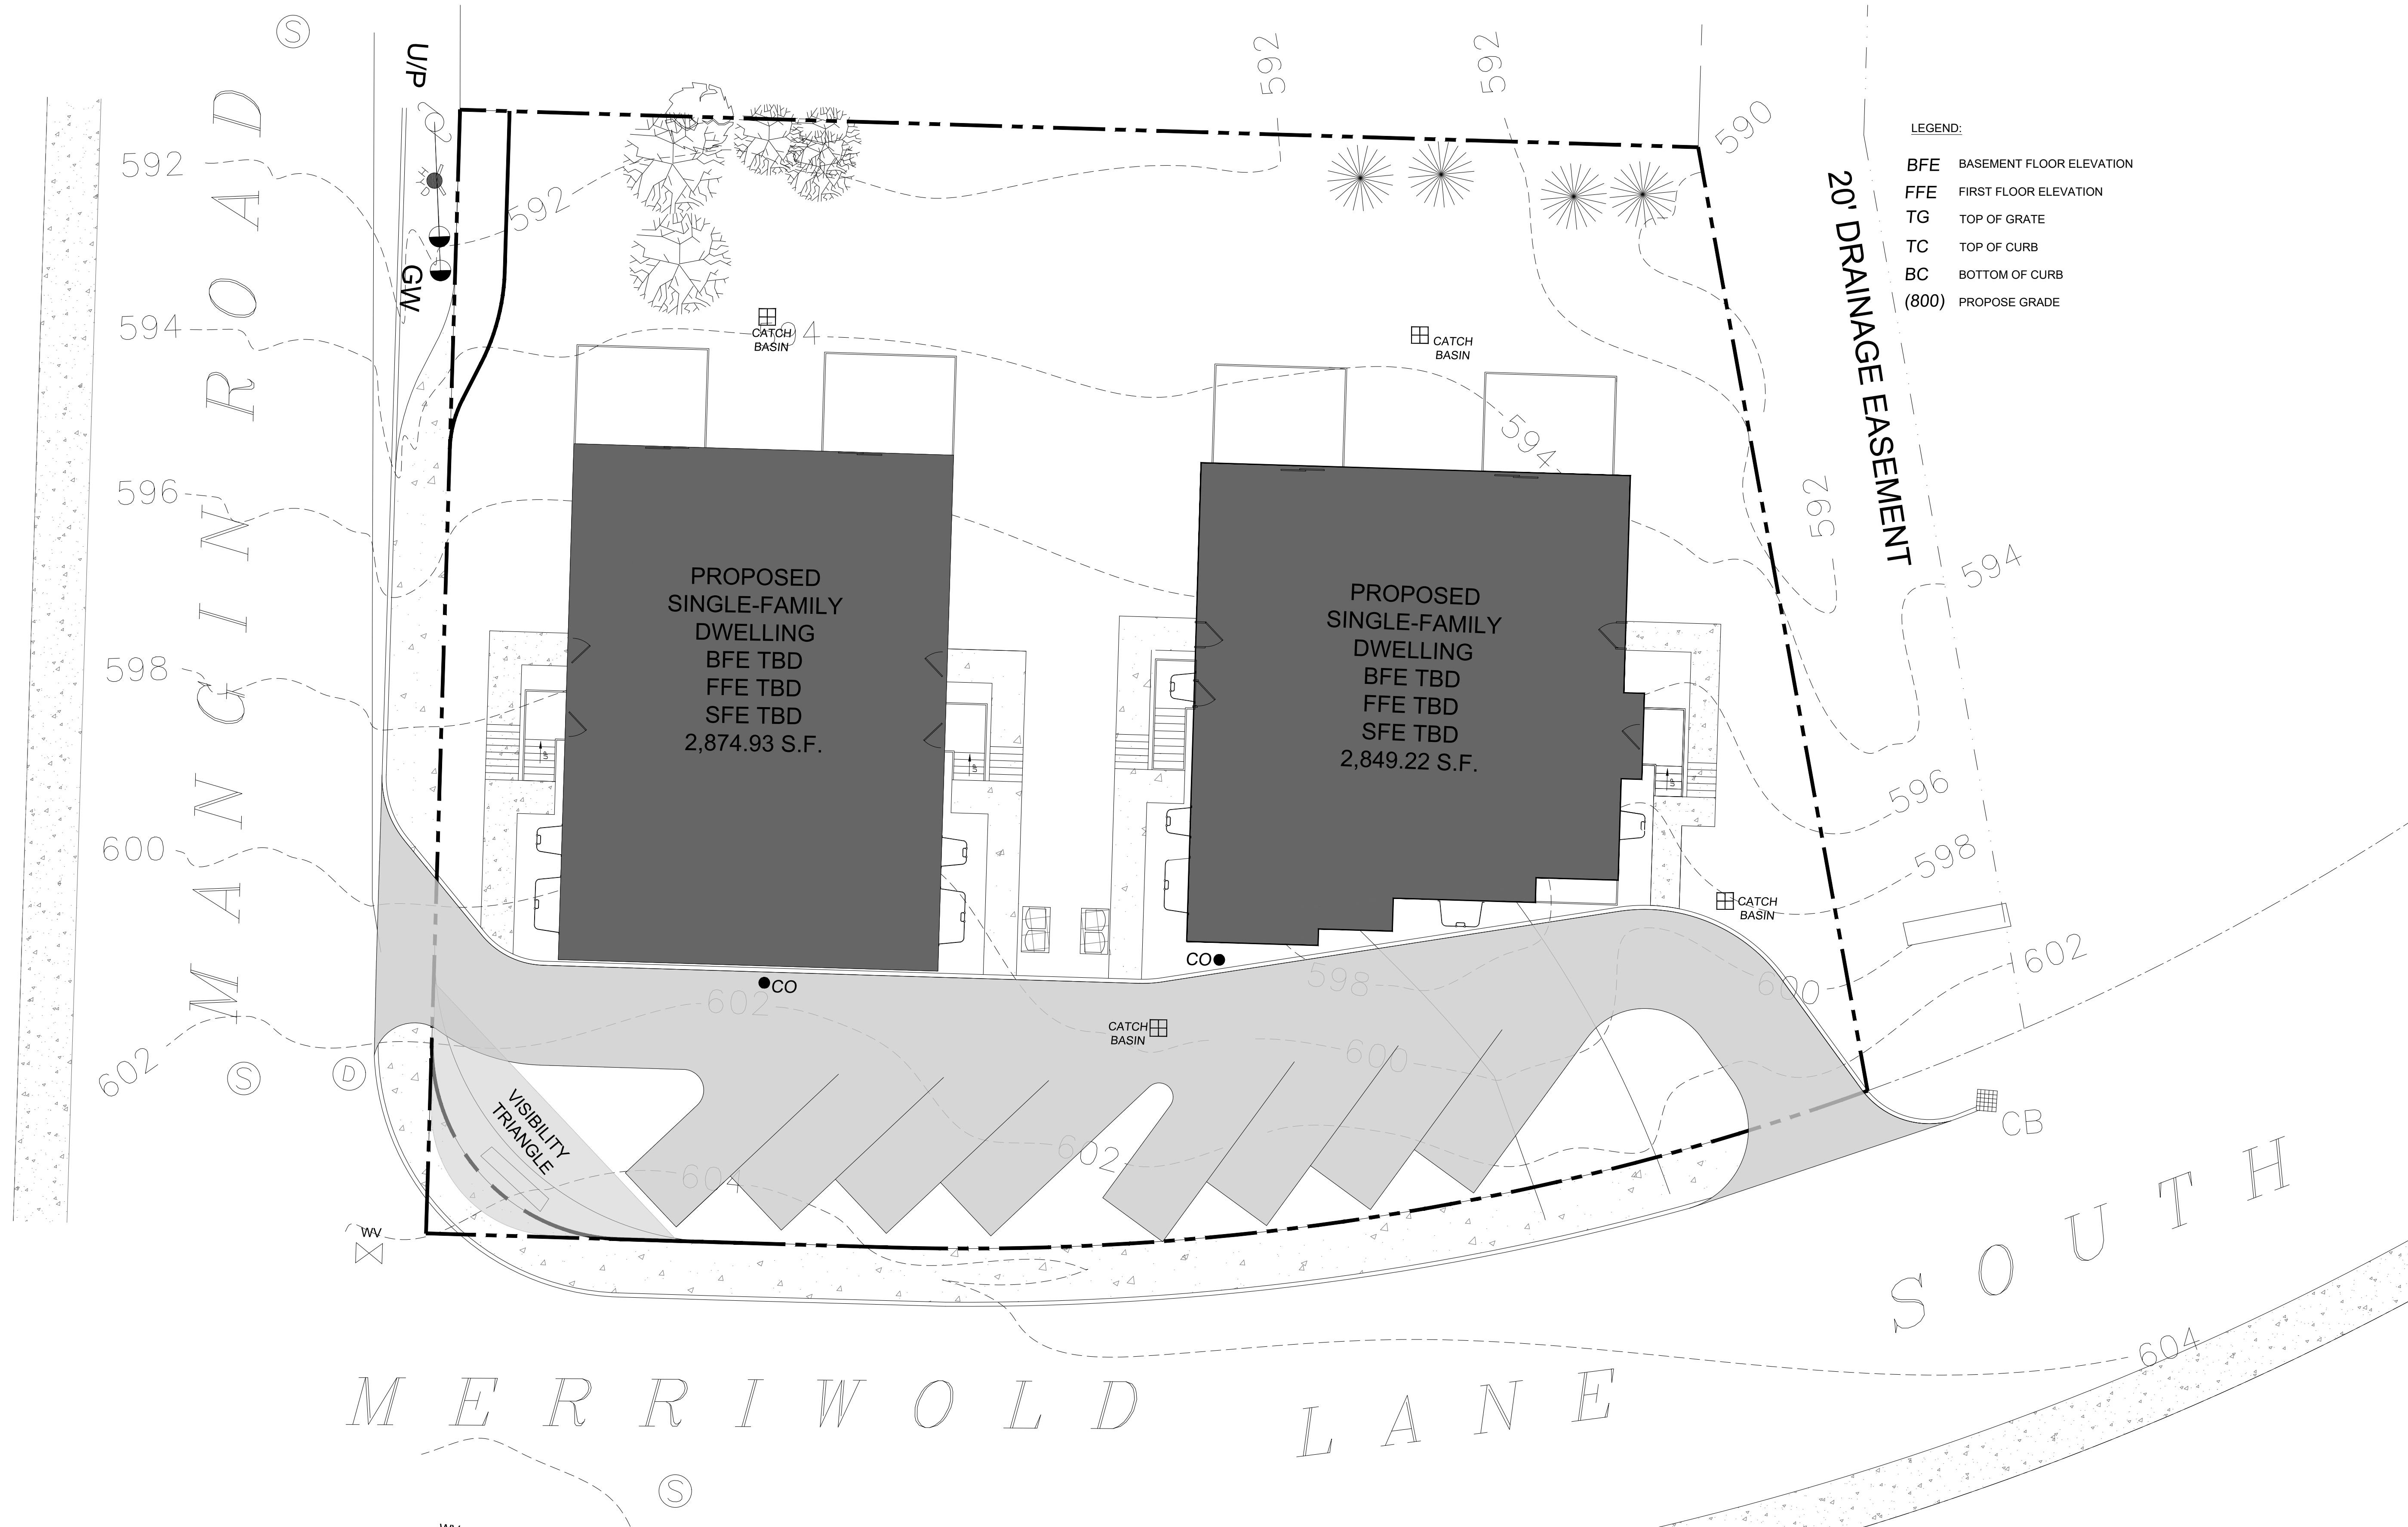 S
U/P
592
592
590
LEGEND:
BFE BASEMENT FLOOR ELEVATION
FFE FIRST FLOOR ELEVATION
TG TOP OF GRATE
TC TOP OF CURB
BC BOTTOM OF CURB
(800) PROPOSE GRADE
592
592
GW
594
594
CATCH
BASIN
CATCH
BASIN
20' DRAINAGE EASEMENT
596
594
592
594
MANCIN ROAD
PROPOSED
SINGLE-FAMILY
DWELLING
BFE TBD
FFE TBD
SFE TBD
2,874.93 S.F.
PROPOSED
SINGLE-FAMILY
DWELLING
BFE TBD
FFE TBD
SFE TBD
2,849.22 S.F.
598
UP
UP
UP
596
600
598
CATCH
BASIN
CO
CO
602
598
600
602
CATCH
BASIN
600
602
S
D
VISIBILITY
TRIANGLE
604
602
CB
WV
SOUTH
604
MERRIWOLD LANE
S